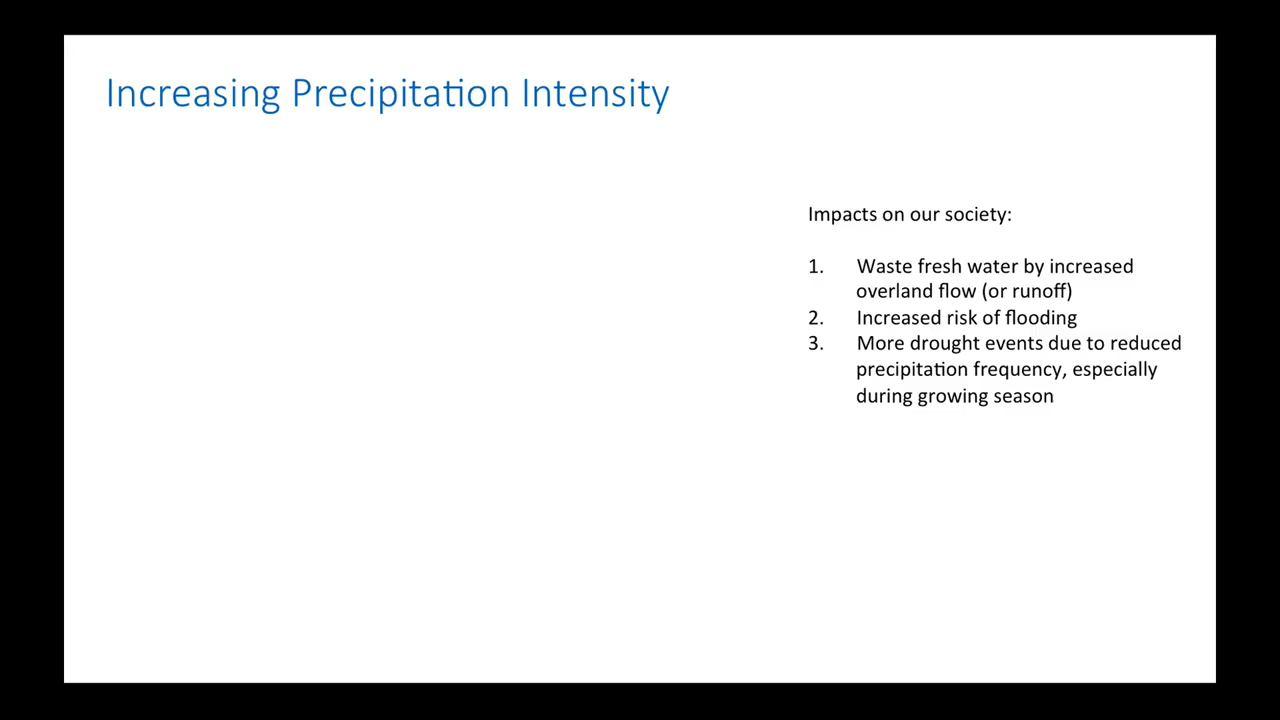 Increasing Precipitation Intensity
Impacts on our society:
1. Waste fresh water by increased
overland flow (or runoff)
2. Increased risk of flooding
3. More drought events due to reduced
precipitation frequency, especially
during growing season